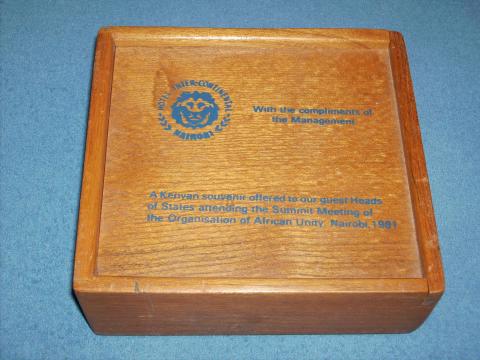 HOTEL INTER·CONTINENTAL
NAIROBI
With the compliments of
the Management
A Kenyan souvenir offered to our guest Heads
of States attending the Summit Meeting of
the Organisation of African Unity, Nairobi, 1981